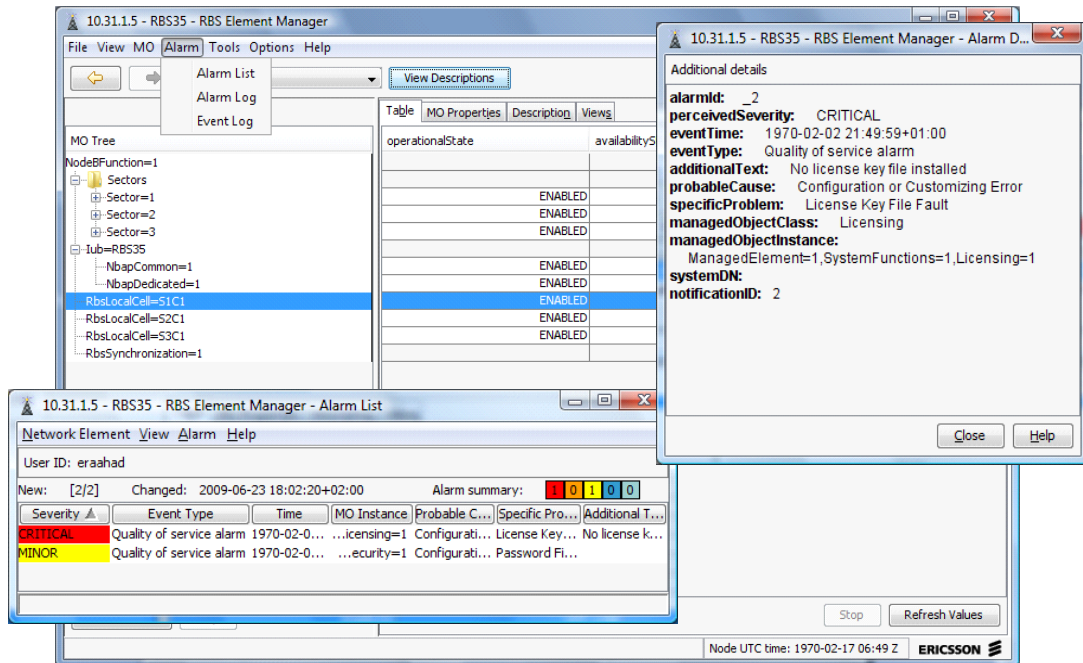 10.31.1.5 - RBS35 - RBS Element Manager
File View MO Alarm Tools Options Help
Alarm List
Alarm Log
Event Log
View Descriptions
Table MO Properties Description Views
MO Tree
operationalState availabilityS
NodeBFunction=1
Sectors
Sector=1 ENABLED
Sector=2 ENABLED
Sector=3 ENABLED
Iub=RBS35
NbapCommon=1 ENABLED
NbapDedicated=1 ENABLED
RbsLocalCell=S1C1 ENABLED
RbsLocalCell=S2C1 ENABLED
RbsLocalCell=S3C1 ENABLED
RbsSynchronization=1
10.31.1.5 - RBS35 - RBS Element Manager - Alarm D...
Additional details
alarmId: _2
perceivedSeverity: CRITICAL
eventTime: 1970-02-02 21:49:59+01:00
eventType: Quality of service alarm
additionalText: No license key file installed
probableCause: Configuration or Customizing Error
specificProblem: License Key File Fault
managedObjectClass: Licensing
managedObjectInstance:
ManagedElement=1,SystemFunctions=1,Licensing=1
systemDN:
notificationID: 2
Close Help
10.31.1.5 - RBS35 - RBS Element Manager - Alarm List
Network Element View Alarm Help
User ID: eraahad
New: [2/2] Changed: 2009-06-23 18:02:20+02:00 Alarm summary: 1 0 1 0 0
Severity Event Type Time MO Instance Probable C... Specific Pro... Additional T...
CRITICAL Quality of service alarm 1970-02-0... ...icensing=1 Configurati... License Key... No license k...
MINOR Quality of service alarm 1970-02-0... ...ecurity=1 Configurati... Password Fi...
Stop Refresh Values
Node UTC time: 1970-02-17 06:49 Z ERICSSON